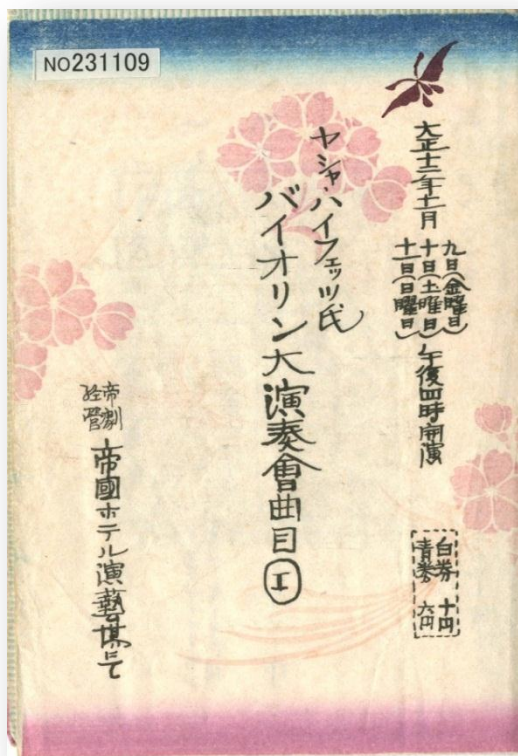 NO231109
大正十二年十一月
九日(金曜日)
十日(土曜日)
十一日(日曜日)
午後四時開演
白券 十円
青券 六円
ヤシャ・ハイフェッツ氏
バイオリン大演奏會曲目 Ⅰ
帝劇
経営
帝國ホテル演藝場にて